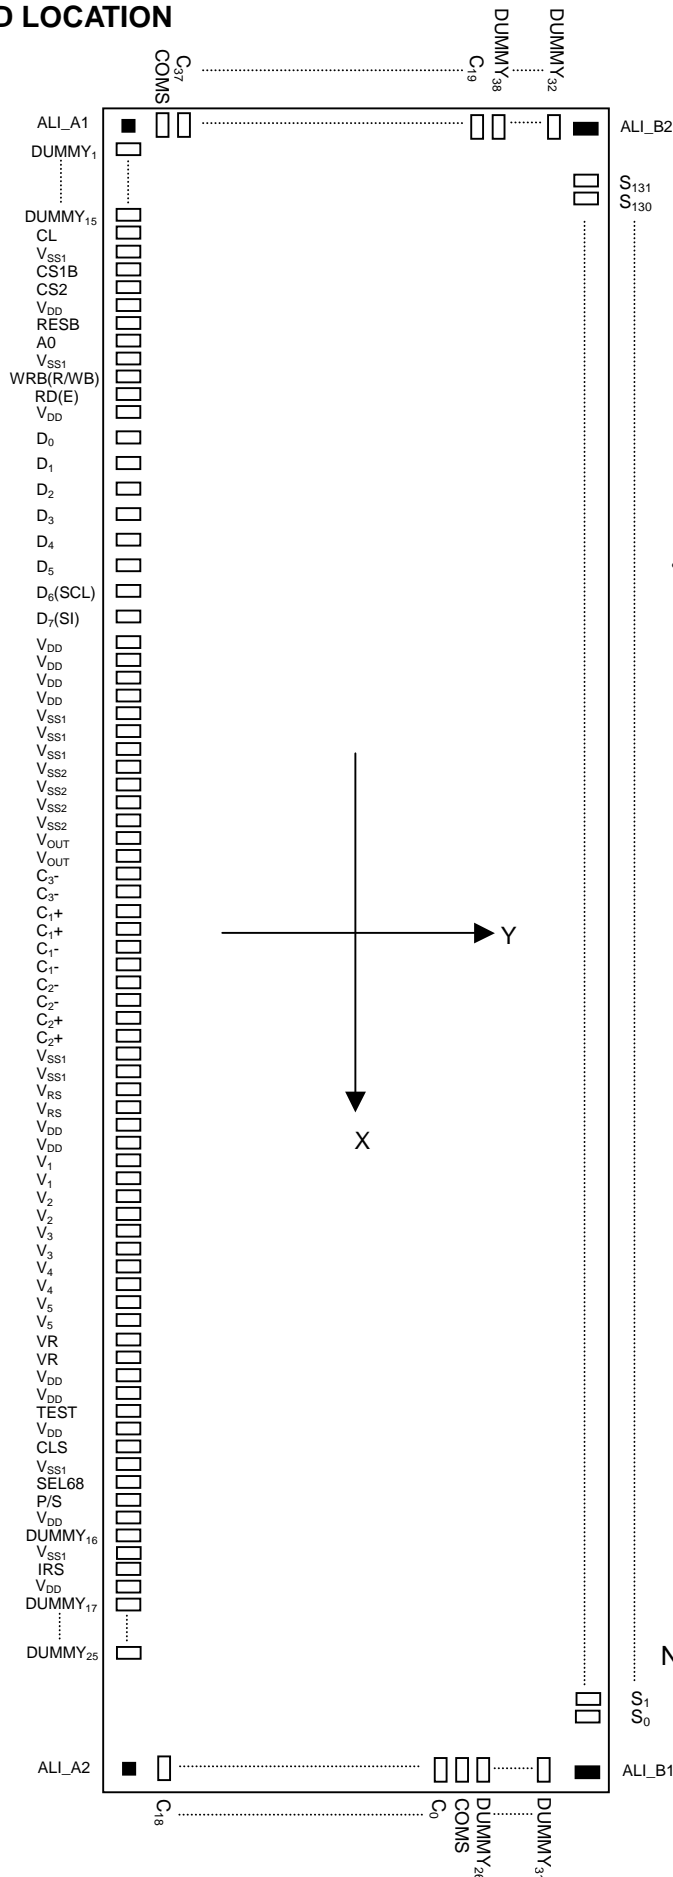 D LOCATION
COMS C37 C19 DUMMY38 DUMMY32
ALI_A1 ALI_B2
DUMMY1
S131
S130
DUMMY15
CL
VSS1
CS1B
CS2
VDD
RESB
A0
VSS1
WRB(R/WB)
RD(E)
VDD
D0
D1
D2
D3
D4
D5
D6(SCL)
D7(SI)
VDD
VDD
VDD
VDD
VSS1
VSS1
VSS1
VSS2
VSS2
VSS2
VSS2
VOUT
VOUT
C3-
C3-
C1+
C1+
Y
C1-
C1-
C2-
C2-
C2+
C2+
VSS1
VSS1
VRS
VRS
VDD
VDD
X
V1
V1
V2
V2
V3
V3
V4
V4
V5
V5
VR
VR
VDD
VDD
TEST
VDD
CLS
VSS1
SEL68
P/S
VDD
DUMMY16
VSS1
IRS
VDD
DUMMY17
DUMMY25
N
S1
S0
ALI_A2 ALI_B1
C18 C0 COMS DUMMY26